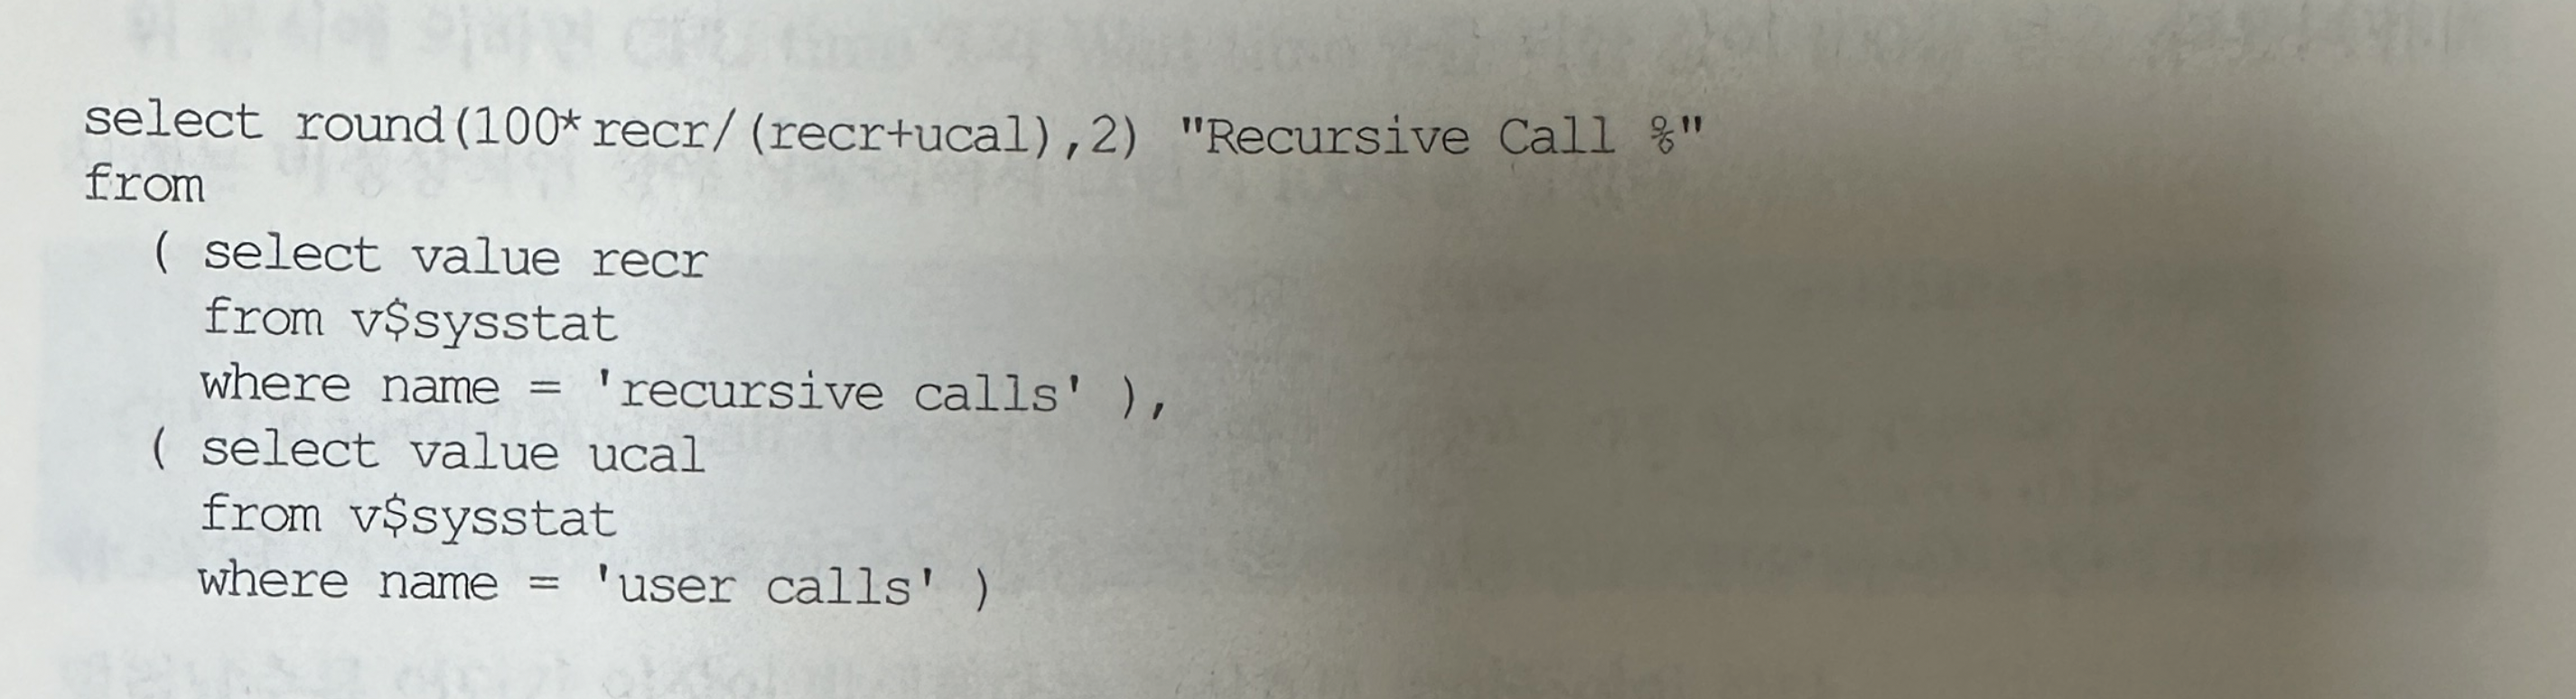 select round(100*recr/(recr+ucal),2) "Recursive Call %"
from
( select value recr
from v$sysstat
where name = 'recursive calls' ),
( select value ucal
from v$sysstat
where name = 'user calls' )